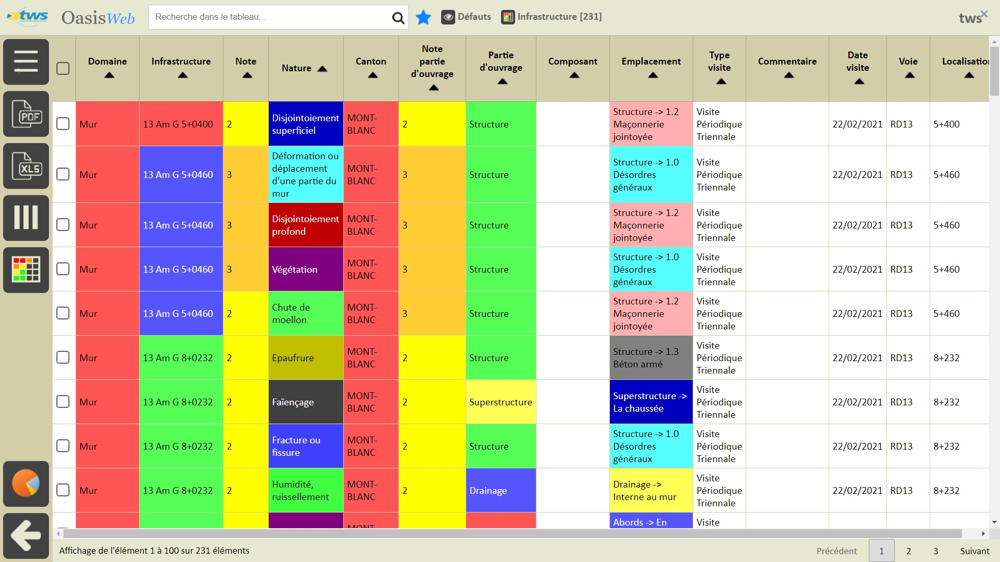 tws
OasisWeb
Recherche dans le tableau...
Défauts
Infrastructure [231]
tws
Domaine
Infrastructure
Note
Nature
Canton
Note
partie
d'ouvrage
Partie
d'ouvrage
Composant
Emplacement
Type
visite
Commentaire
Date
visite
Voie
Localisation
PDF
XLS
Mur
13 Am G 5+0400
2
Disjointoiement
superficiel
MONT-
BLANC
2
Structure
Structure -> 1.2
Maçonnerie
jointoyée
Visite
Périodique
Triennale
22/02/2021
RD13
5+400
Mur
13 Am G 5+0460
3
Déformation ou
déplacement
d'une partie du
mur
MONT-
BLANC
3
Structure
Structure -> 1.0
Désordres
généraux
Visite
Périodique
Triennale
22/02/2021
RD13
5+460
Mur
13 Am G 5+0460
3
Disjointoiement
profond
MONT-
BLANC
3
Structure
Structure -> 1.2
Maçonnerie
jointoyée
Visite
Périodique
Triennale
22/02/2021
RD13
5+460
Mur
13 Am G 5+0460
3
Végétation
MONT-
BLANC
3
Structure
Structure -> 1.0
Désordres
généraux
Visite
Périodique
Triennale
22/02/2021
RD13
5+460
Mur
13 Am G 5+0460
2
Chute de
moellon
MONT-
BLANC
3
Structure
Structure -> 1.2
Maçonnerie
jointoyée
Visite
Périodique
Triennale
22/02/2021
RD13
5+460
Mur
13 Am G 8+0232
2
Epaufrure
MONT-
BLANC
2
Structure
Structure -> 1.3
Béton armé
Visite
Périodique
Triennale
22/02/2021
RD13
8+232
Mur
13 Am G 8+0232
2
Faïençage
MONT-
BLANC
2
Superstructure
Superstructure ->
La chaussée
Visite
Périodique
Triennale
22/02/2021
RD13
8+232
Mur
13 Am G 8+0232
2
Fracture ou
fissure
MONT-
BLANC
2
Structure
Structure -> 1.0
Désordres
généraux
Visite
Périodique
Triennale
22/02/2021
RD13
8+232
Mur
13 Am G 8+0232
2
Humidité,
ruissellement
MONT-
BLANC
2
Drainage
Drainage ->
Interne au mur
Visite
Périodique
Triennale
22/02/2021
RD13
8+232
MONT-
Abords -> En
Visite
Affichage de l'élément 1 à 100 sur 231 éléments
Précédent
1
2
3
Suivant